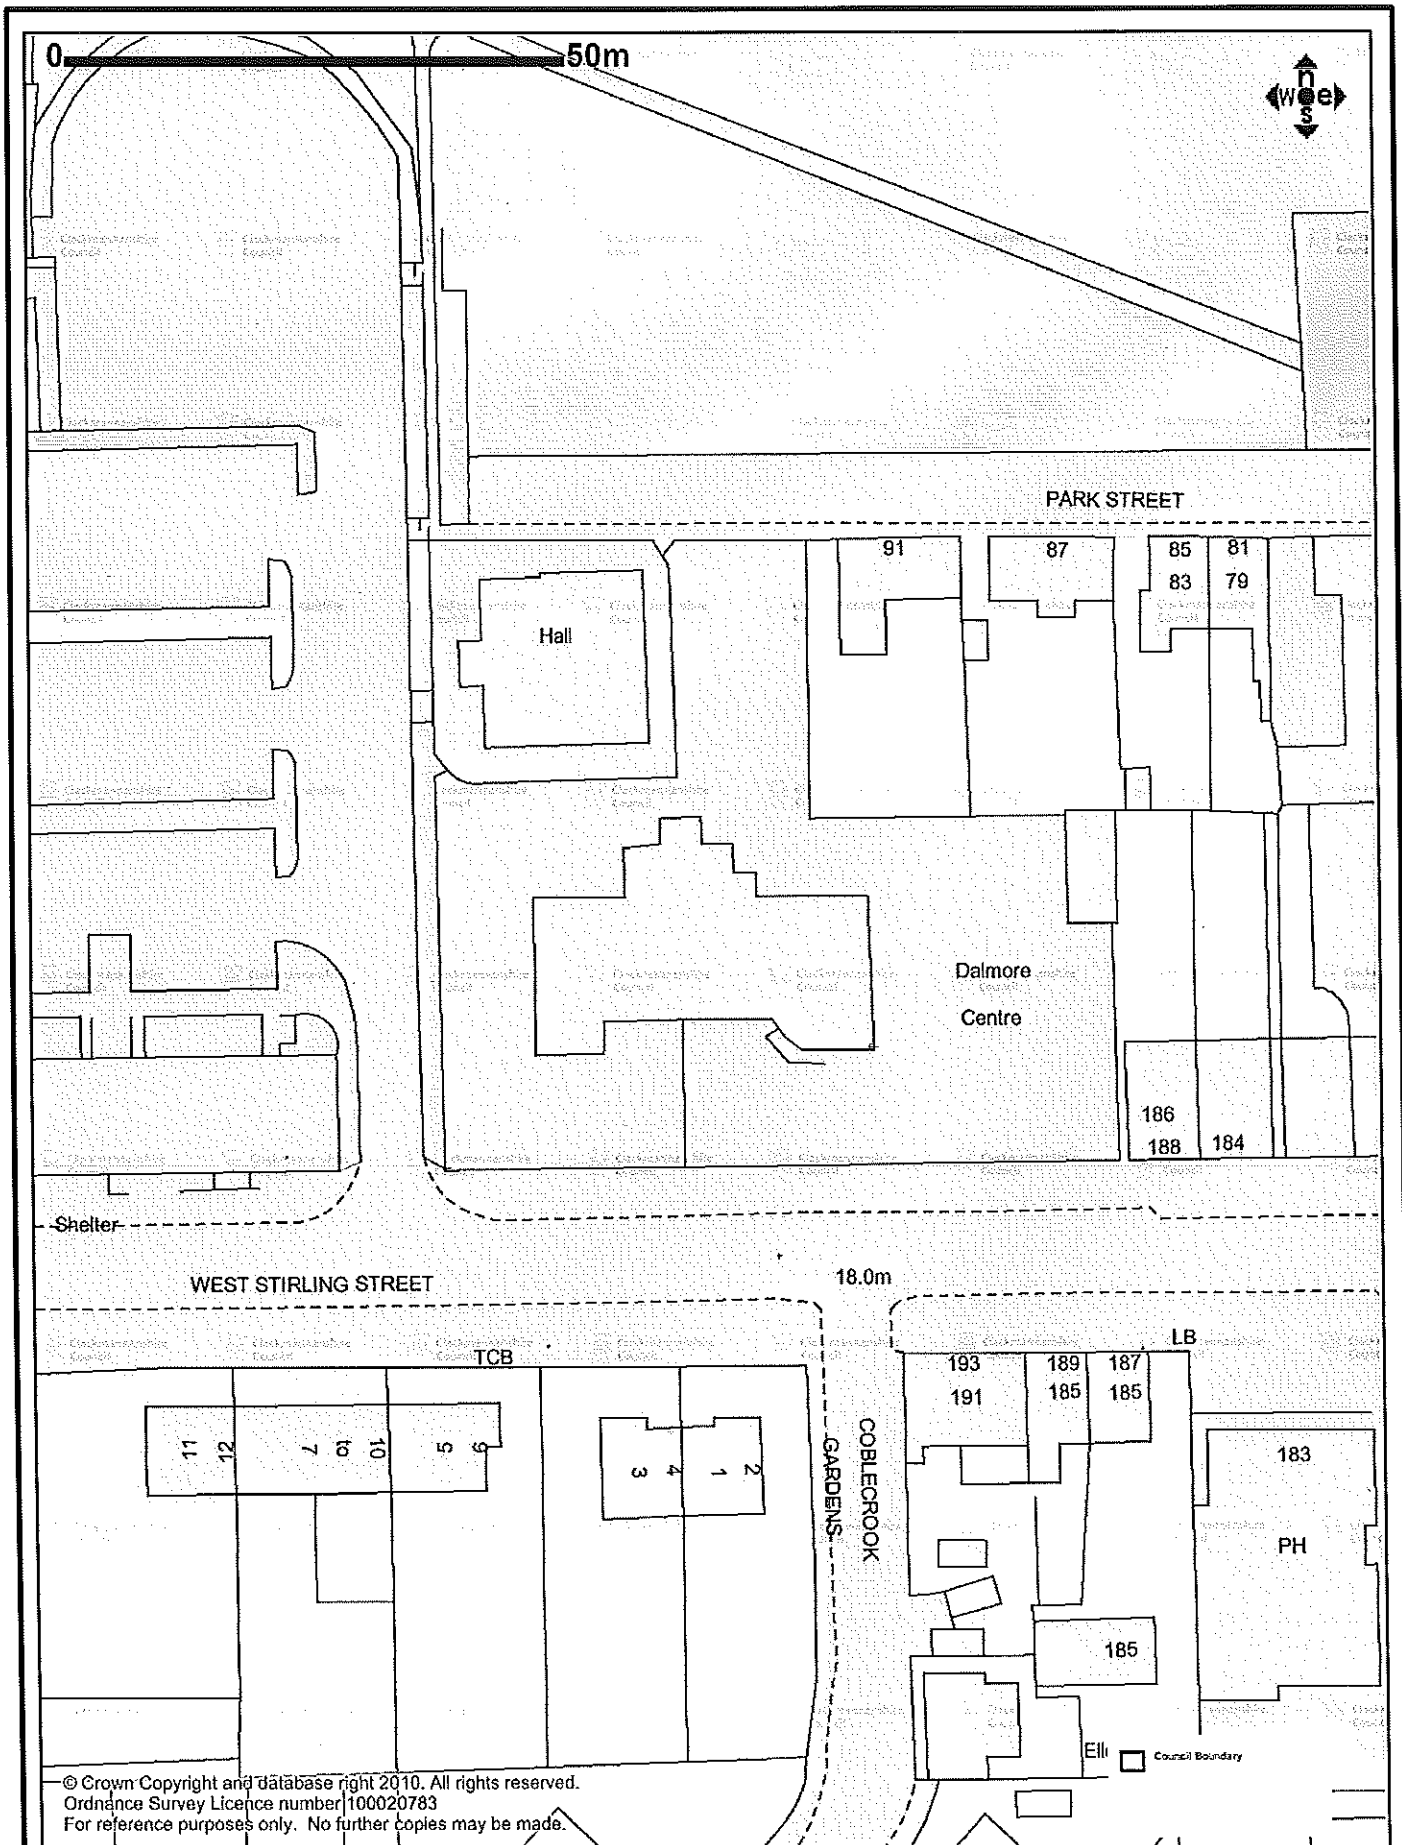 0 50m
n
w e
s
PARK STREET
91 87 85 81
83 79
Hall
Dalmore
Centre
186
188 184
Shelter
WEST STIRLING STREET
18.0m
LB
TCB
193 189 187
191 185 185
11 12 7 to 10 5 6
3 4 1 2
COBLECROOK
GARDENS
183
PH
185
Council Boundary
© Crown Copyright and database right 2010. All rights reserved.
Ordnance Survey Licence number 100020783
For reference purposes only. No further copies may be made.